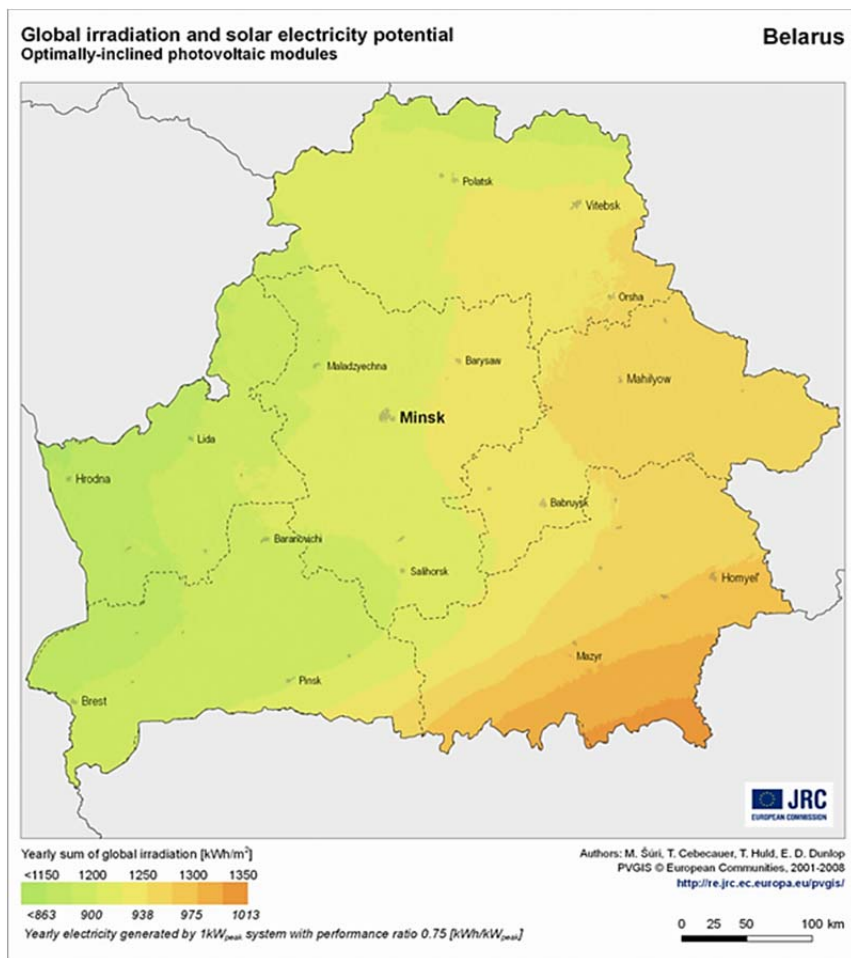 Global irradiation and solar electricity potential
Optimally-inclined photovoltaic modules
Belarus
Polatsk
Vitebsk
Orsha
Maladzyechna
Barysaw
Mahilyow
Minsk
Lida
Hrodna
Babruysk
Baranovichi
Salihorsk
Homyel'
Mazyr
Pinsk
Brest
JRC
EUROPEAN COMMISSION
Yearly sum of global irradiation [kWh/m²]
<1150 1200 1250 1300 1350
<863 900 938 975 1013
Yearly electricity generated by 1kWpeak system with performance ratio 0.75 [kWh/kWpeak]
Authors: M. Šúri, T. Cebecauer, T. Huld, E. D. Dunlop
PVGIS © European Communities, 2001-2008
http://re.jrc.ec.europa.eu/pvgis/
0 25 50 100 km